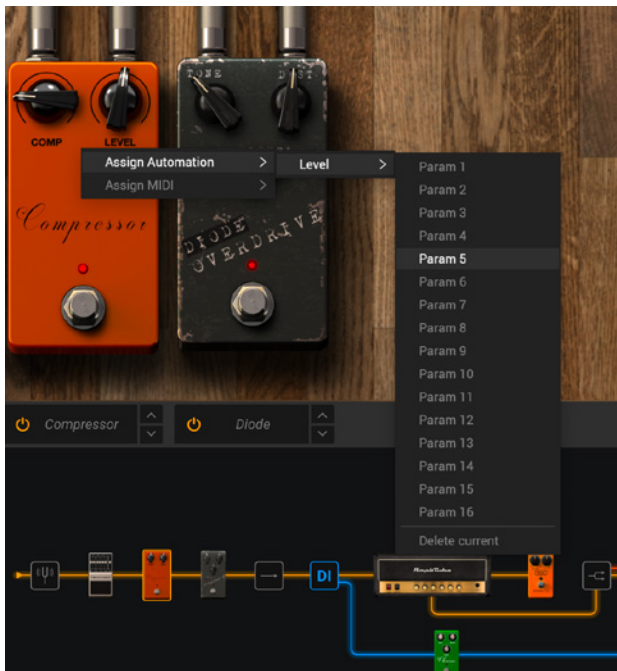 TONE DIST
COMP LEVEL
Assign Automation >
Level >
Assign MIDI >
Param 1
Param 2
Param 3
Param 4
Param 5
Param 6
Param 7
Param 8
Param 9
Param 10
Param 11
Param 12
Param 13
Param 14
Param 15
Param 16
Delete current
Compressor
DIODE
OVERDRIVE
Compressor
Diode
DI
AmpliTube